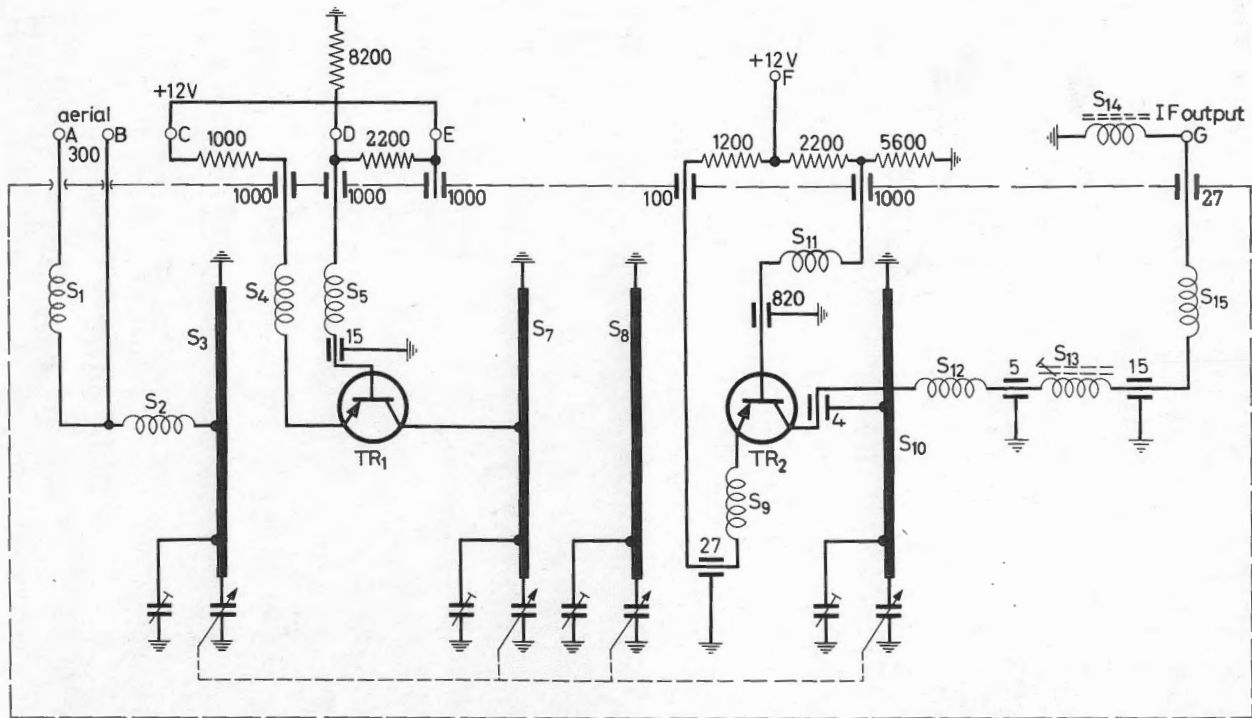 8200
+12V
aerial
A
B
C
D
E
300
1000
2200
1000
1000
1000
+12V
F
1200
2200
5600
100
1000
S14
IF output
G
27
S1
S2
S3
S4
S5
15
TR1
S7
S8
S11
820
TR2
4
S9
27
S10
S12
5
S13
15
S15